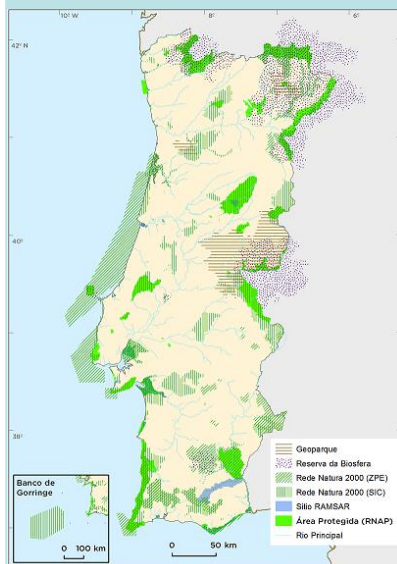 10° W
8°
6°
42° N
40°
38°
Geoparque
Reserva da Biosfera
Rede Natura 2000 (ZPE)
Rede Natura 2000 (SIC)
Sitio RAMSAR
Área Protegida (RNAP)
Rio Principal
Banco de
Gorringe
0 100 km
0 50 km